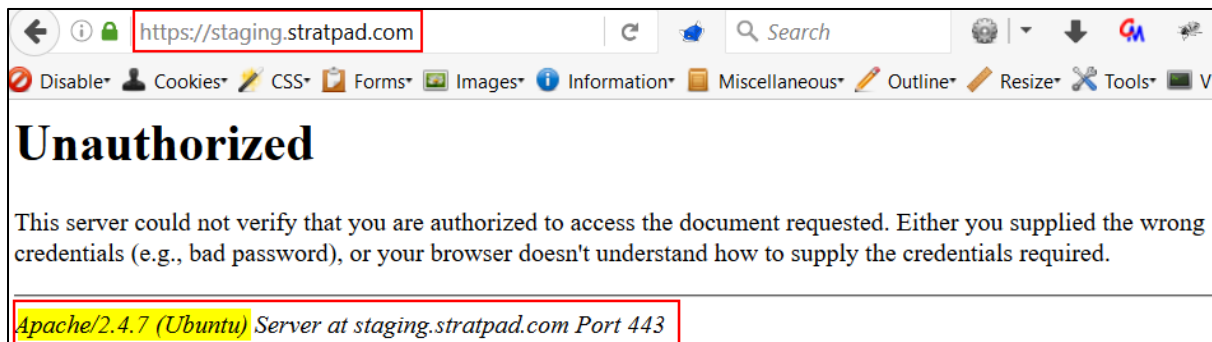 https://staging.stratpad.com Search GM
Disable Cookies CSS Forms Images Information Miscellaneous Outline Resize Tools V
Unauthorized
This server could not verify that you are authorized to access the document requested. Either you supplied the wrong
credentials (e.g., bad password), or your browser doesn't understand how to supply the credentials required.
Apache/2.4.7 (Ubuntu) Server at staging.stratpad.com Port 443